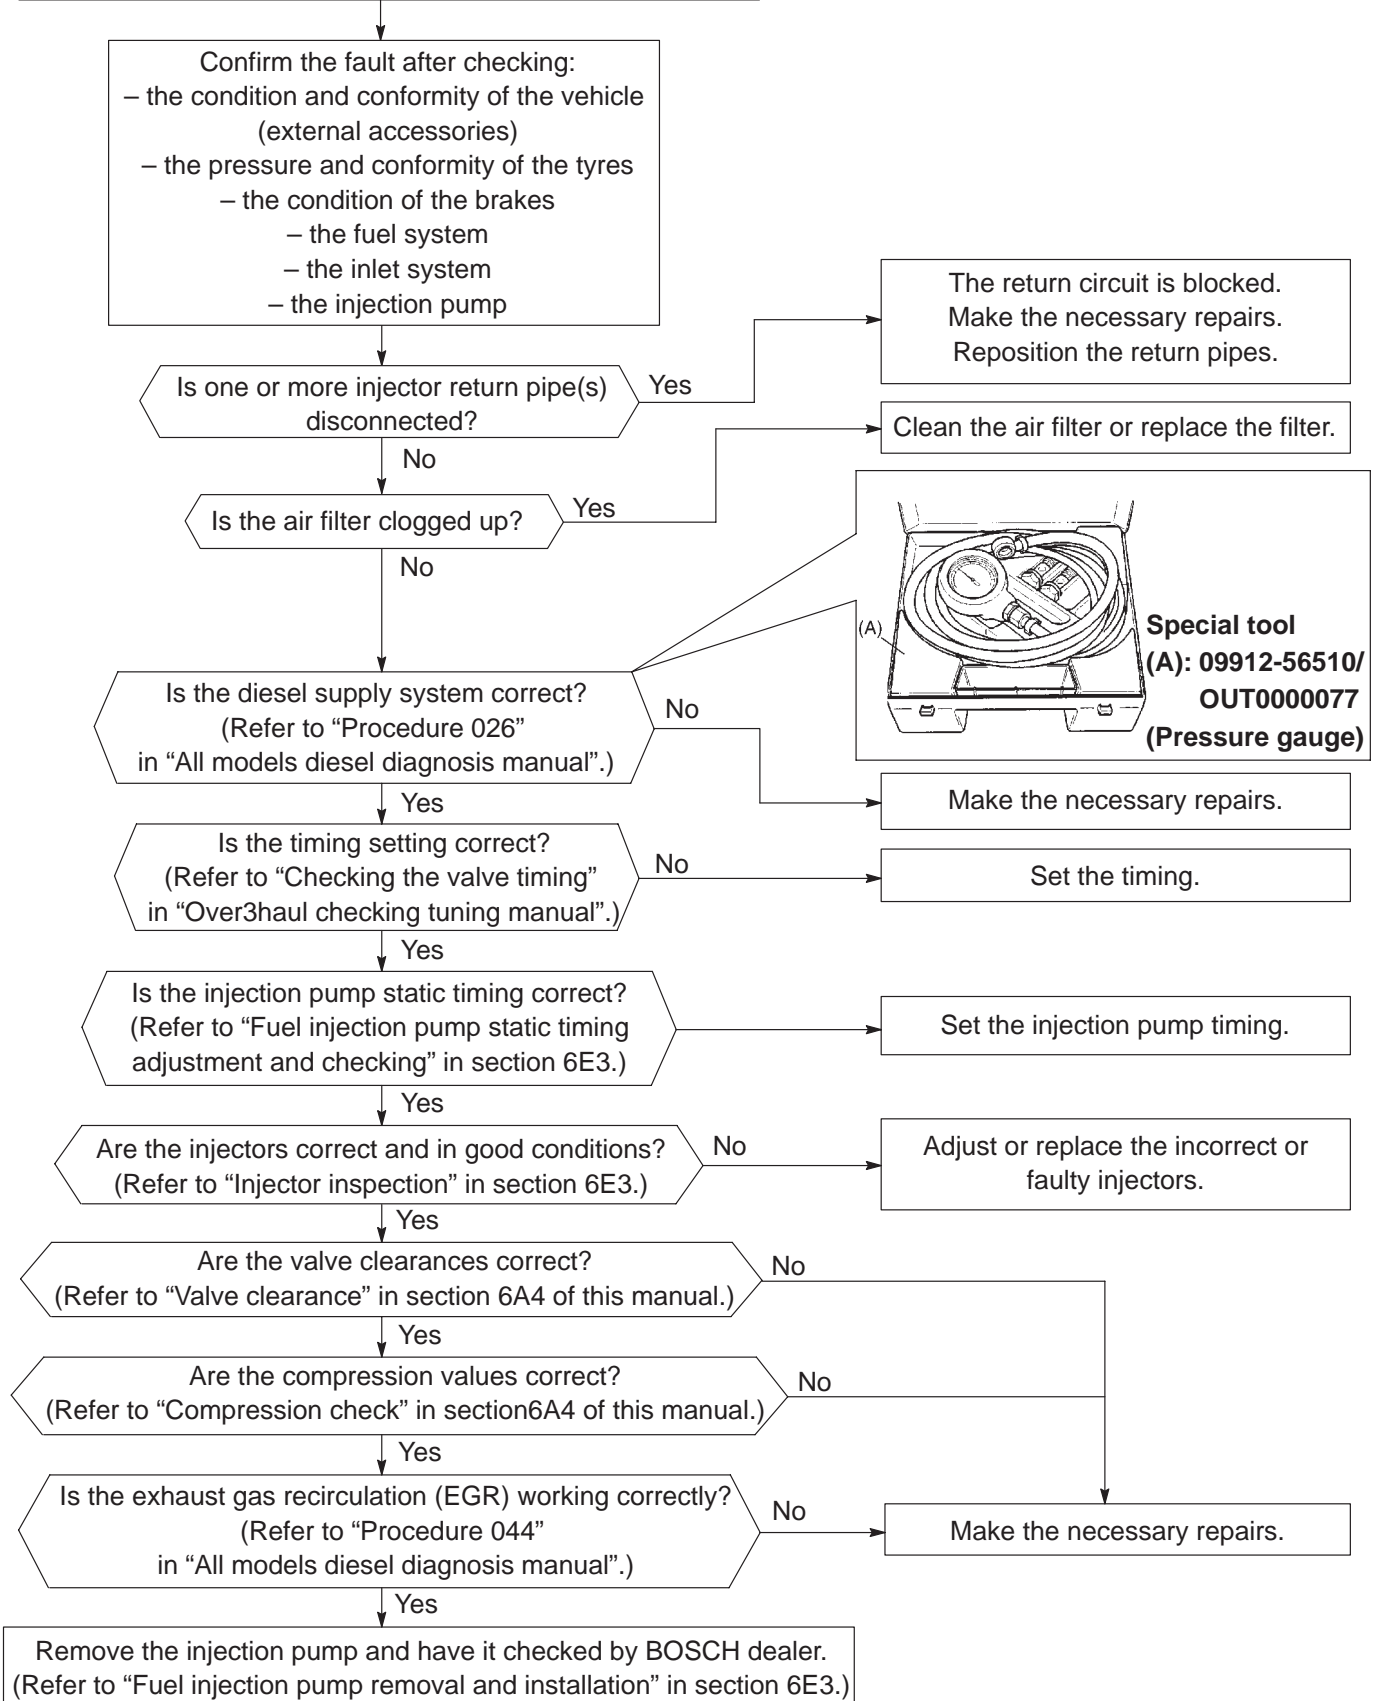 Confirm the fault after checking:
– the condition and conformity of the vehicle
(external accessories)
– the pressure and conformity of the tyres
– the condition of the brakes
– the fuel system
– the inlet system
– the injection pump
The return circuit is blocked.
Make the necessary repairs.
Reposition the return pipes.
Is one or more injector return pipe(s)
disconnected?
Yes
No
Clean the air filter or replace the filter.
Is the air filter clogged up?
Yes
No
(A)
Special tool
(A): 09912-56510/
OUT0000077
(Pressure gauge)
Is the diesel supply system correct?
(Refer to “Procedure 026”
in “All models diesel diagnosis manual”.)
No
Yes
Make the necessary repairs.
Is the timing setting correct?
(Refer to “Checking the valve timing”
in “Over3haul checking tuning manual”.)
No
Yes
Set the timing.
Is the injection pump static timing correct?
(Refer to “Fuel injection pump static timing
adjustment and checking” in section 6E3.)
Yes
Set the injection pump timing.
Are the injectors correct and in good conditions?
(Refer to “Injector inspection” in section 6E3.)
No
Yes
Adjust or replace the incorrect or
faulty injectors.
Are the valve clearances correct?
(Refer to “Valve clearance” in section 6A4 of this manual.)
No
Yes
Are the compression values correct?
(Refer to “Compression check” in section6A4 of this manual.)
No
Yes
Is the exhaust gas recirculation (EGR) working correctly?
(Refer to “Procedure 044”
in “All models diesel diagnosis manual”.)
No
Yes
Make the necessary repairs.
Remove the injection pump and have it checked by BOSCH dealer.
(Refer to “Fuel injection pump removal and installation” in section 6E3.)